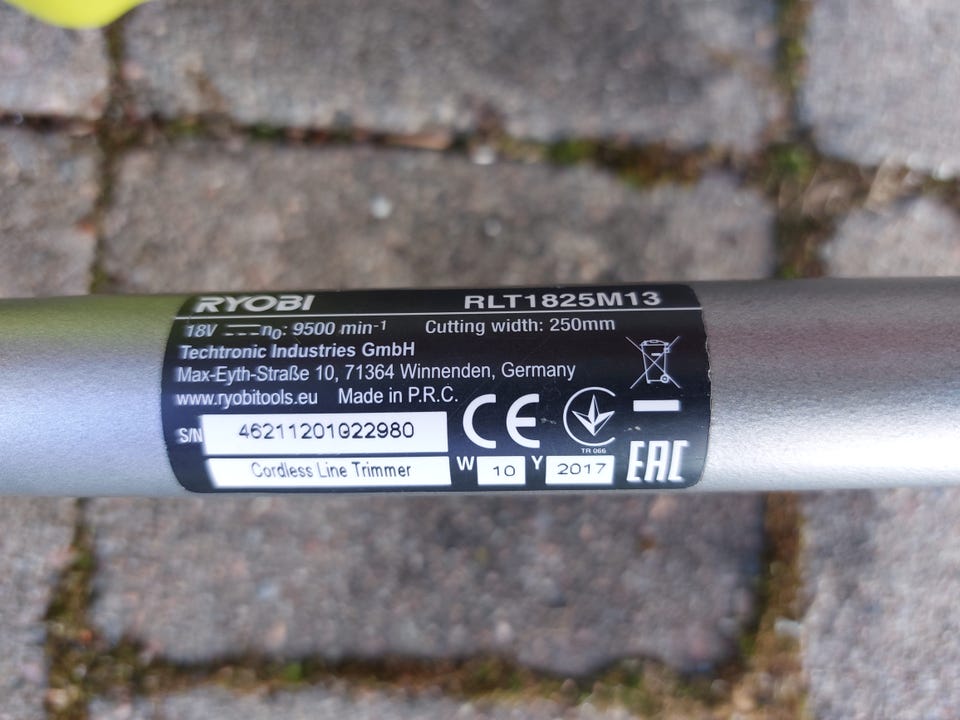 RYOBI RLT1825M13
18V n0: 9500 min-1 Cutting width: 250mm
Techtronic Industries GmbH
Max-Eyth-Straße 10, 71364 Winnenden, Germany
www.ryobitools.eu Made in P.R.C.
S/N 46211201022980
CE TR 066 EAC
Cordless Line Trimmer W 10 Y 2017